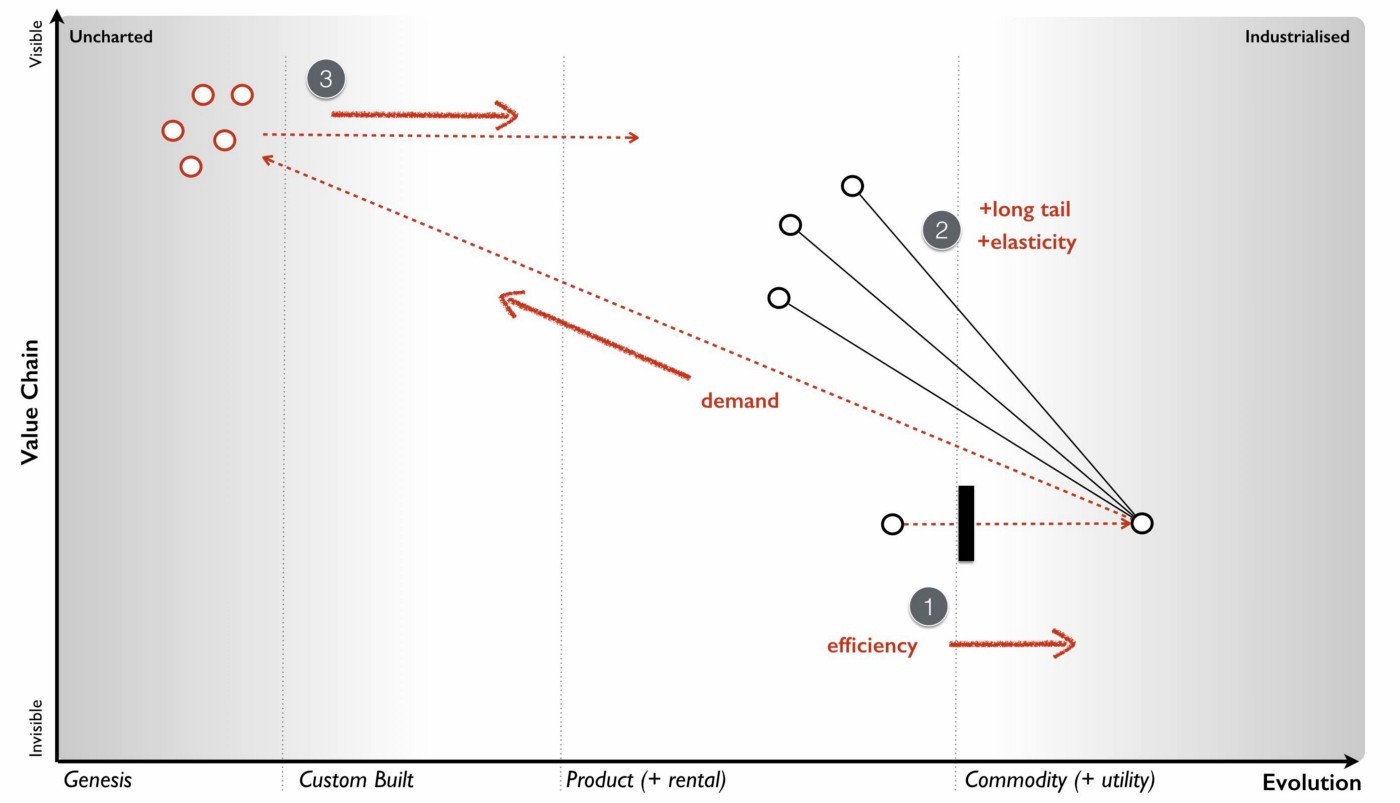 Visible
Uncharted
Industrialised
3
2
+long tail
+elasticity
Value Chain
demand
1
efficiency
Invisible
Genesis
Custom Built
Product (+ rental)
Commodity (+ utility)
Evolution